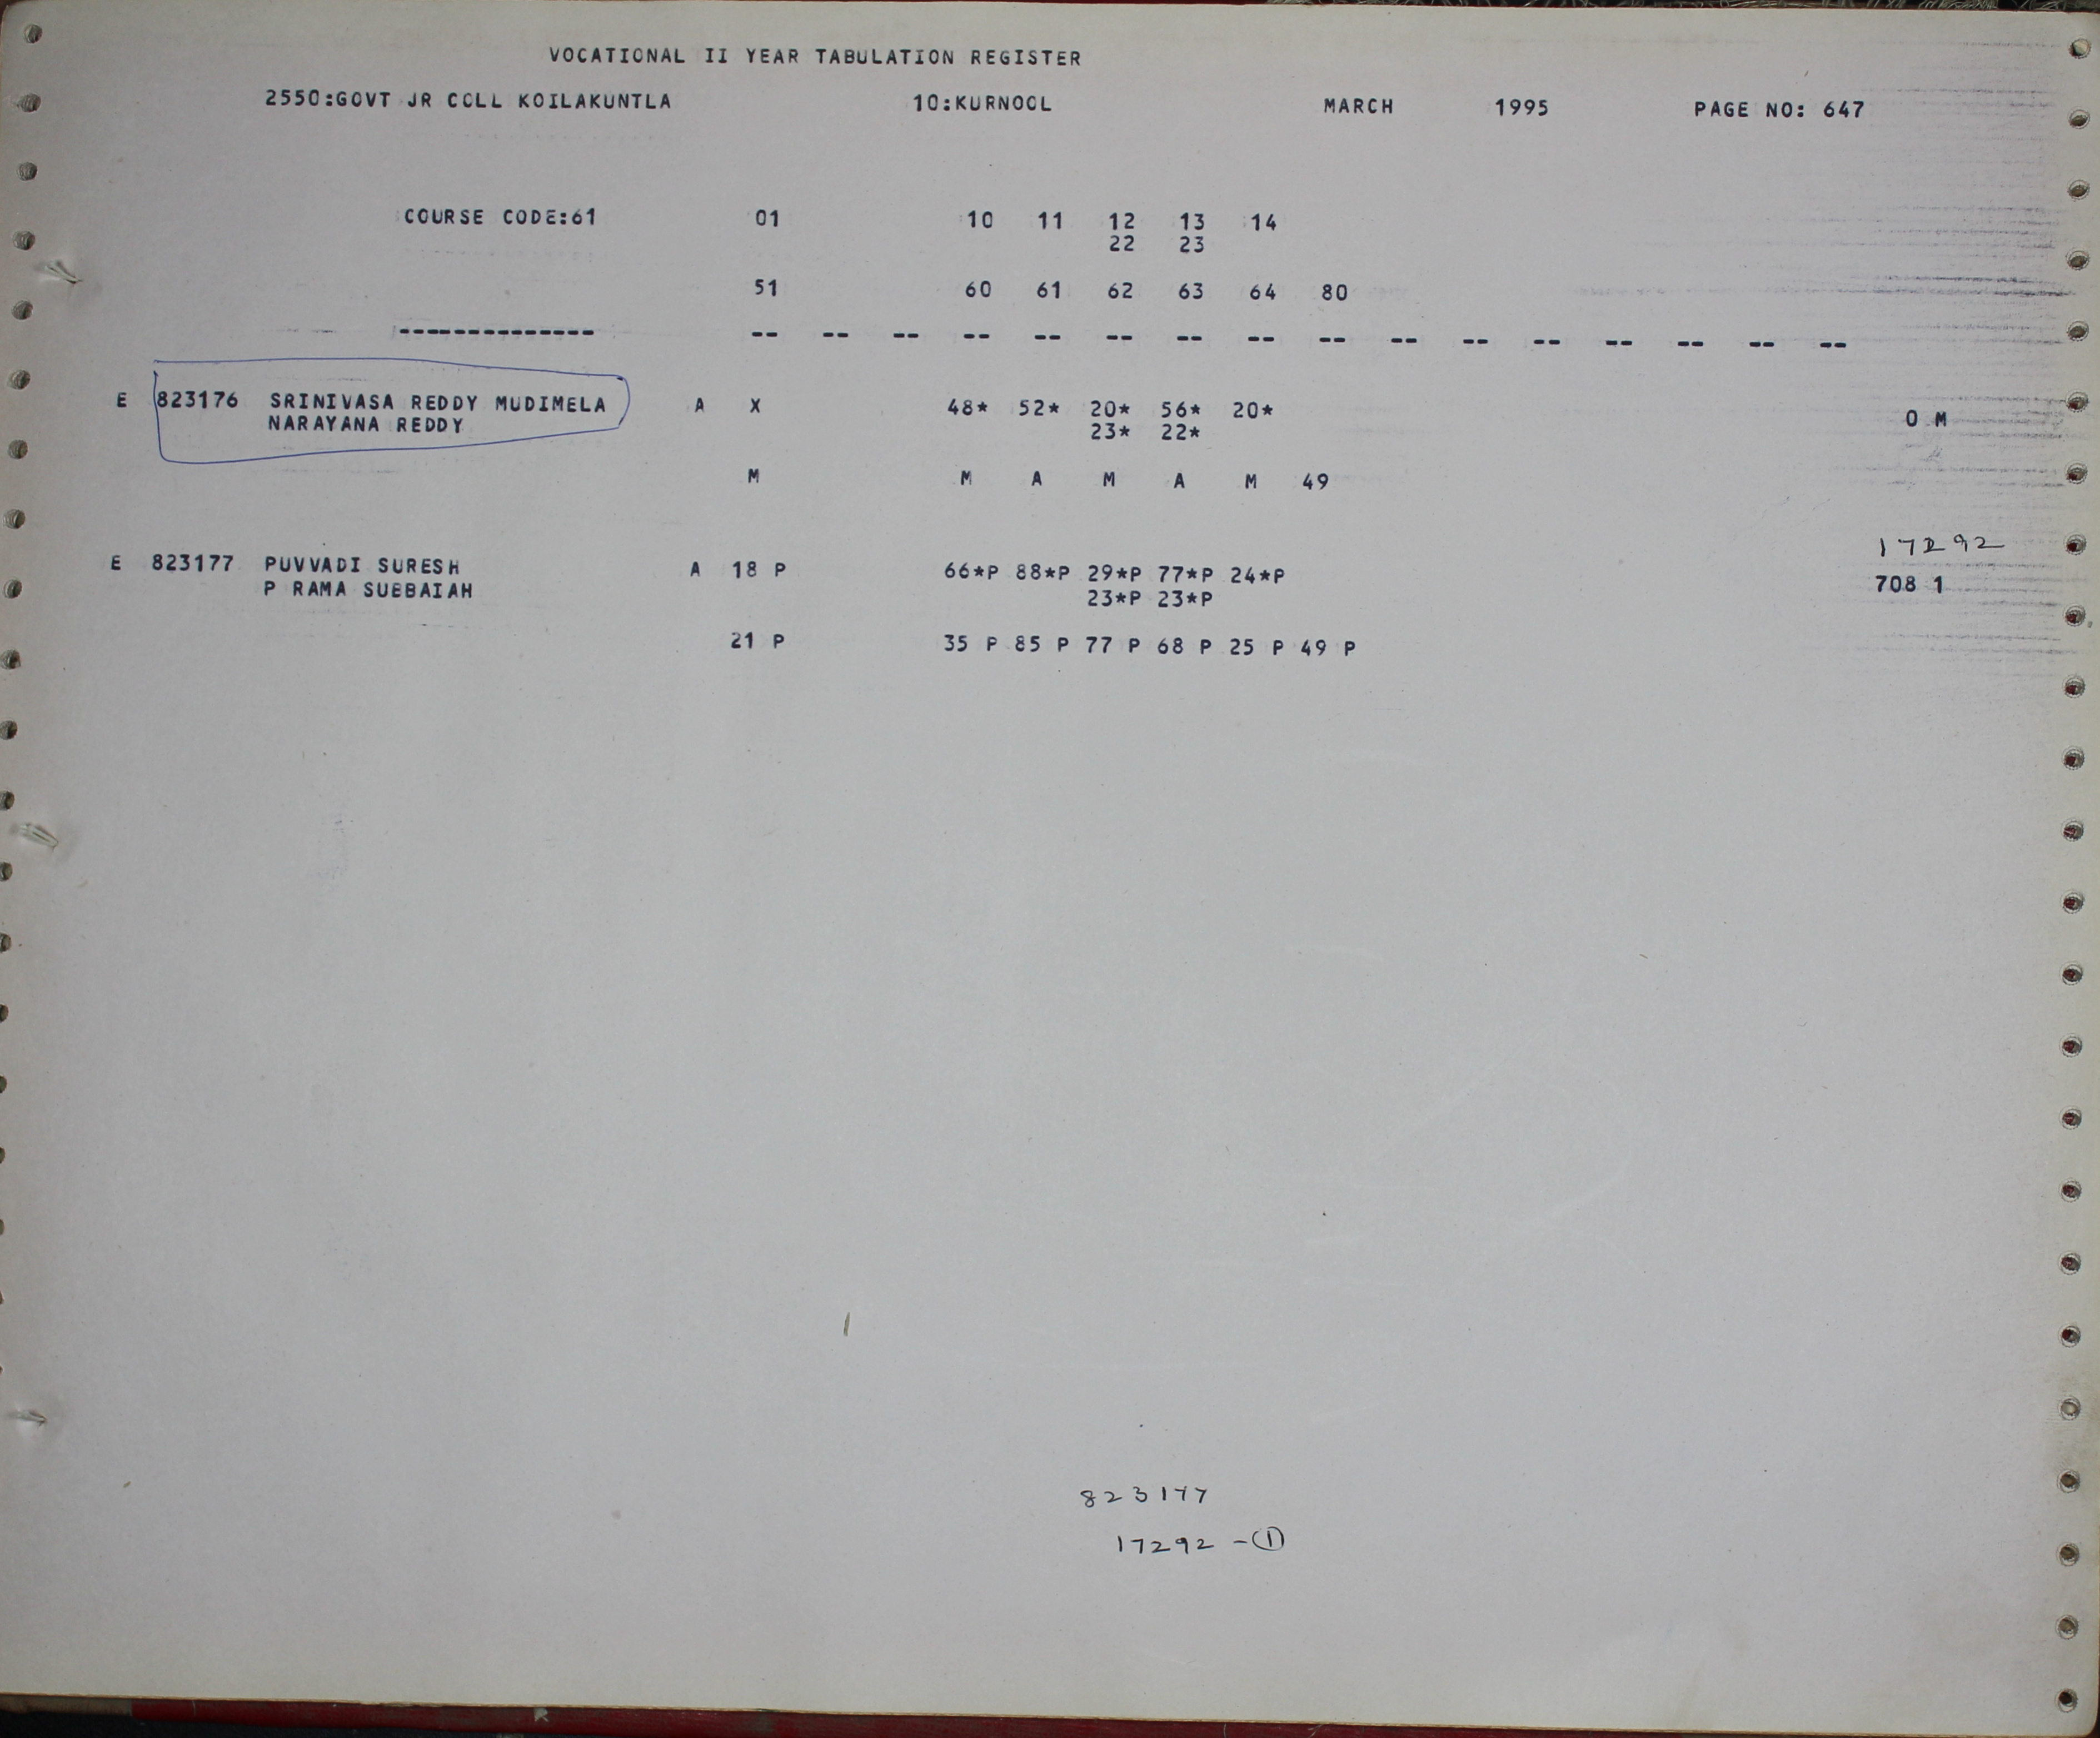 VOCATIONAL II YEAR TABULATION REGISTER
2550:GOVT JR COLL KOILAKUNTLA 10:KURNOOL MARCH 1995 PAGE NO: 647
COURSE CODE:61 01 10 11 12 13 14
22 23
51 60 61 62 63 64 80
-------------- -- -- -- -- -- -- -- -- -- -- -- -- -- -- -- --
E 823176 SRINIVASA REDDY MUDIMELA A X 48* 52* 20* 56* 20* 0 M
NARAYANA REDDY 23* 22*
M M A M A M 49
17292
E 823177 PUVVADI SURESH A 18 P 66*P 88*P 29*P 77*P 24*P 708 1
P RAMA SUEBAIAH 23*P 23*P
21 P 35 P 85 P 77 P 68 P 25 P 49 P
823177
17292 - 1